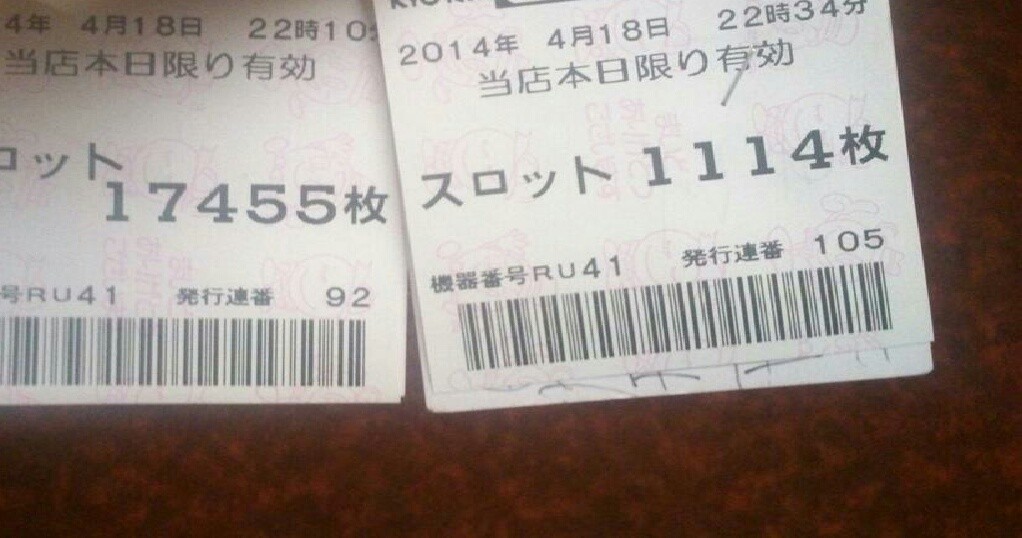 4年 4月18日 22時10分
当店本日限り有効
ロット
17455枚
号RU41 発行連番 92
2014年 4月18日 22時34分
当店本日限り有効
スロット 1114枚
機器番号RU41 発行連番 105